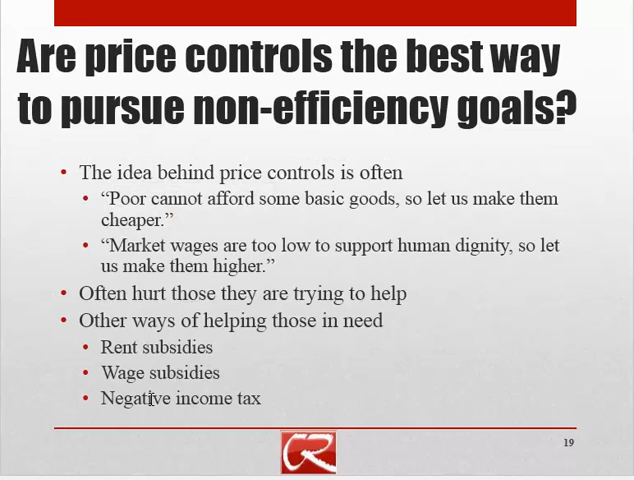 Are price controls the best way
to pursue non-efficiency goals?
• The idea behind price controls is often
• “Poor cannot afford some basic goods, so let us make them
cheaper.”
• “Market wages are too low to support human dignity, so let
us make them higher.”
• Often hurt those they are trying to help
• Other ways of helping those in need
• Rent subsidies
• Wage subsidies
• Negative income tax
19